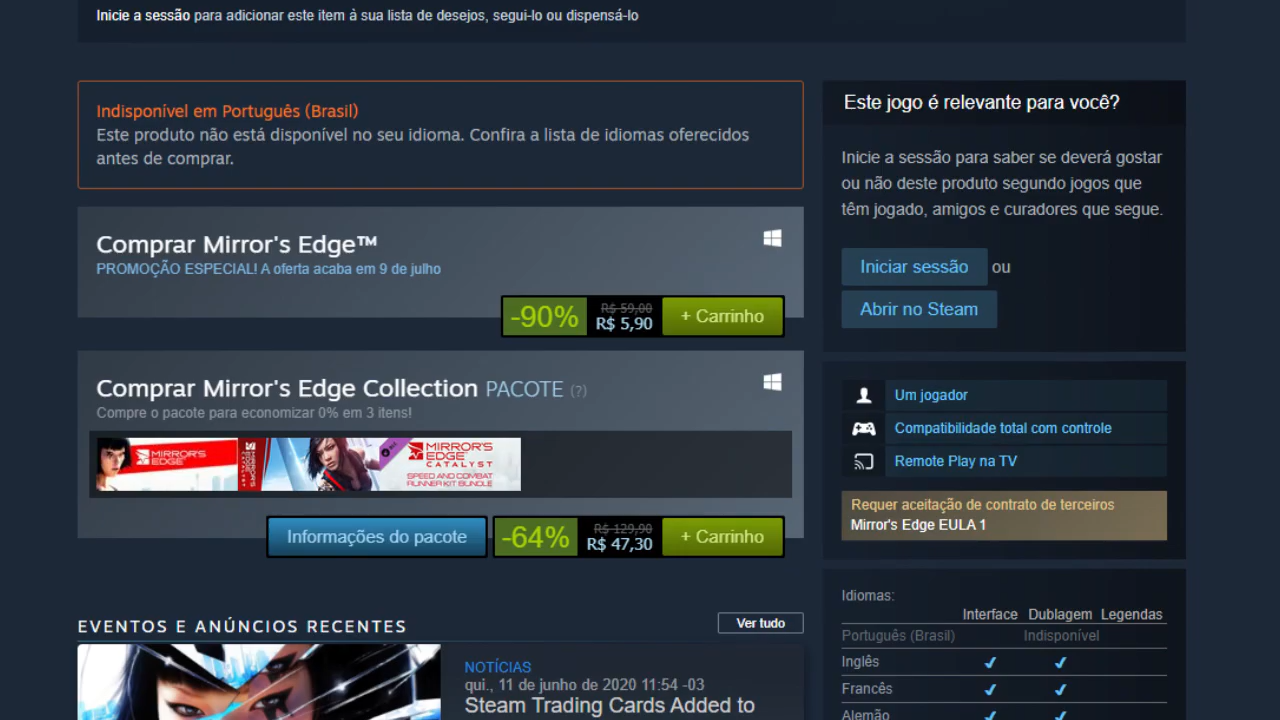 Inicie a sessão para adicionar este item à sua lista de desejos, segui-lo ou dispensá-lo
Indisponível em Português (Brasil)
Este produto não está disponível no seu idioma. Confira a lista de idiomas oferecidos
antes de comprar.
Comprar Mirror's Edge™
PROMOÇÃO ESPECIAL! A oferta acaba em 9 de julho
-90%
R$ 59,00
R$ 5,90
+ Carrinho
Comprar Mirror's Edge Collection PACOTE (?)
Compre o pacote para economizar 0% em 3 itens!
MIRROR'S
EDGE
MIRROR'S
EDGE
CATALYST
SPEED AND COMBAT
RUNNER KIT BUNDLE
Informações do pacote
-64%
R$ 129,90
R$ 47,30
+ Carrinho
EVENTOS E ANÚNCIOS RECENTES
Ver tudo
NOTÍCIAS
qui., 11 de junho de 2020 11:54 -03
Steam Trading Cards Added to
Este jogo é relevante para você?
Inicie a sessão para saber se deverá gostar
ou não deste produto segundo jogos que
têm jogado, amigos e curadores que segue.
Iniciar sessão ou
Abrir no Steam
Um jogador
Compatibilidade total com controle
Remote Play na TV
Requer aceitação de contrato de terceiros
Mirror's Edge EULA 1
Idiomas:
Interface Dublagem Legendas
Português (Brasil) Indisponível
Inglês ✔ ✔
Francês ✔ ✔
Alemão ✔ ✔